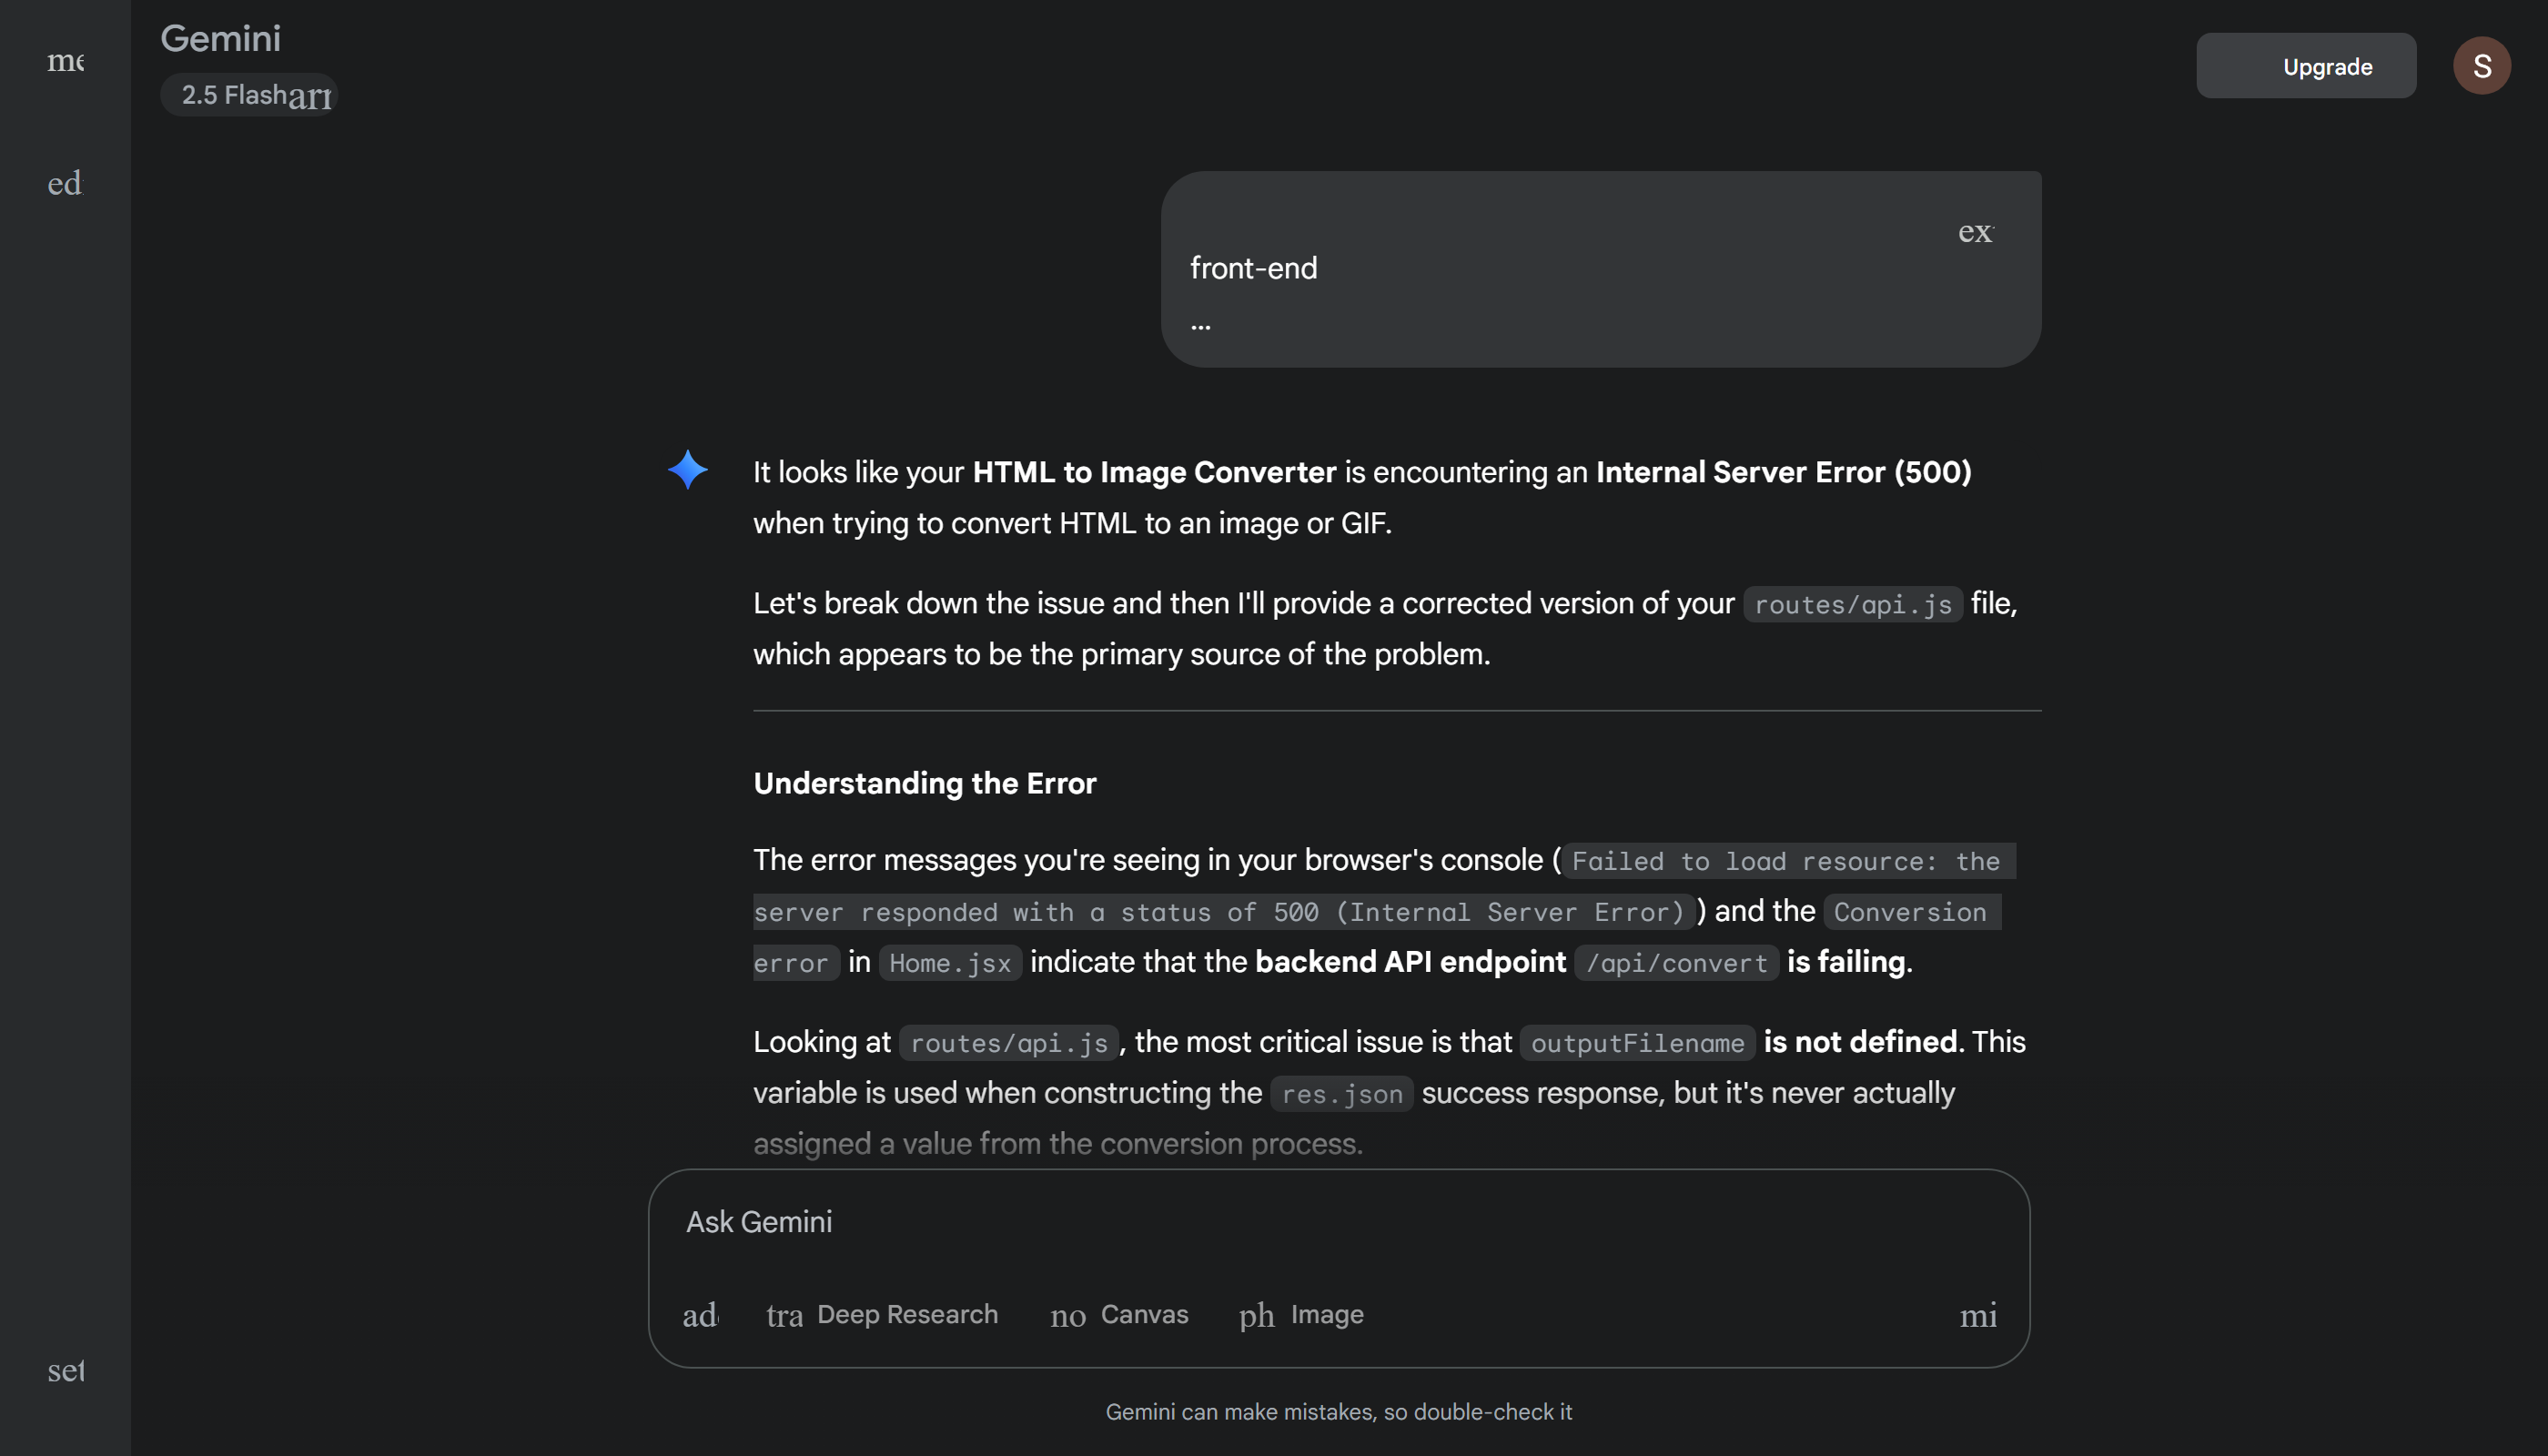 me
Gemini
2.5 Flash arr
Upgrade
S
edi
ex
front-end
...
It looks like your HTML to Image Converter is encountering an Internal Server Error (500)
when trying to convert HTML to an image or GIF.
Let's break down the issue and then I'll provide a corrected version of your routes/api.js file,
which appears to be the primary source of the problem.
Understanding the Error
The error messages you're seeing in your browser's console (Failed to load resource: the
server responded with a status of 500 (Internal Server Error)) and the Conversion
error in Home.jsx indicate that the backend API endpoint /api/convert is failing.
Looking at routes/api.js, the most critical issue is that outputFilename is not defined. This
variable is used when constructing the res.json success response, but it's never actually
assigned a value from the conversion process.
Ask Gemini
ad tra Deep Research no Canvas ph Image mi
set
Gemini can make mistakes, so double-check it